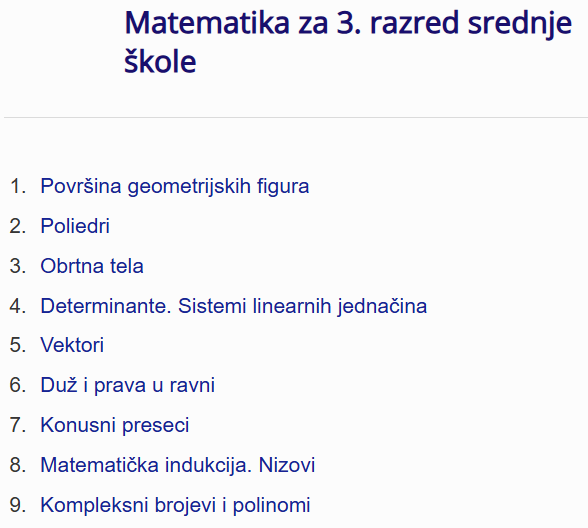 Matematika za 3. razred srednje
škole
1. Površina geometrijskih figura
2. Poliedri
3. Obrtna tela
4. Determinante. Sistemi linearnih jednačina
5. Vektori
6. Duž i prava u ravni
7. Konusni preseci
8. Matematička indukcija. Nizovi
9. Kompleksni brojevi i polinomi